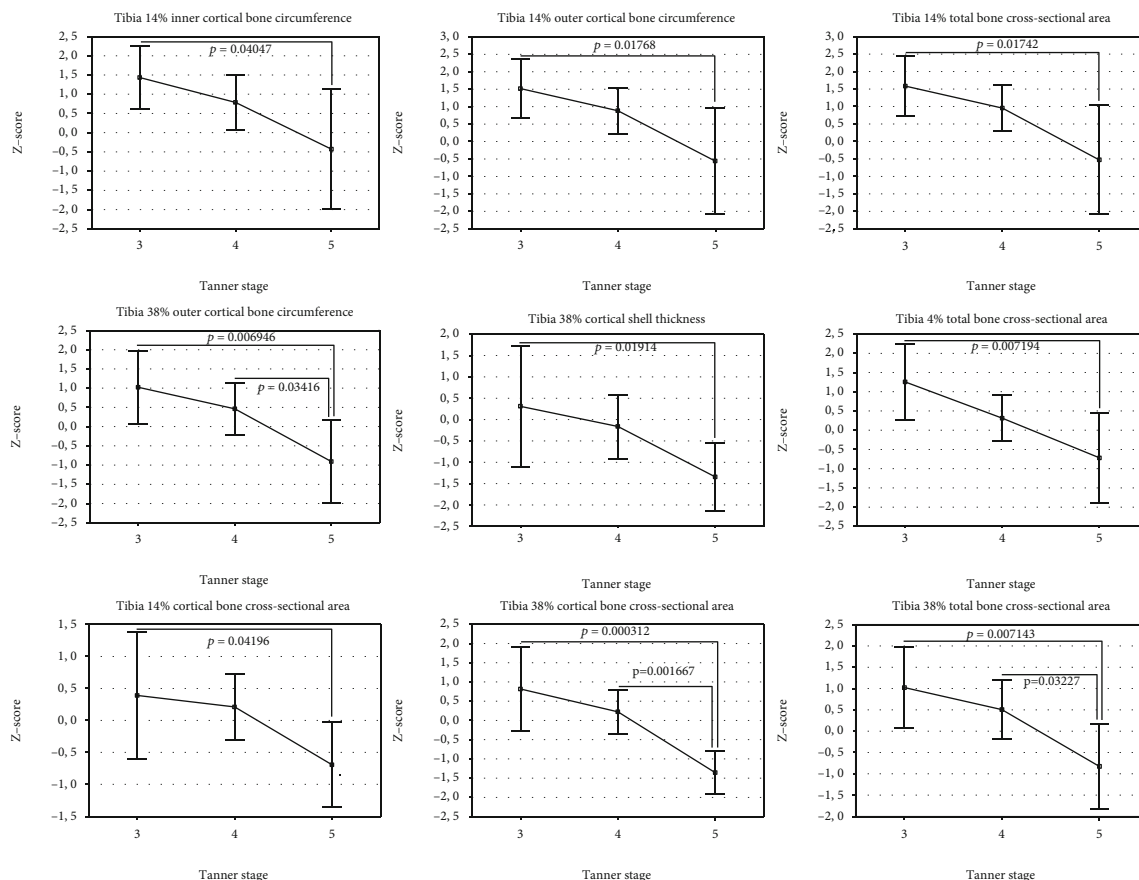 Tibia 14% inner cortical bone circumference
2, 5
2, 0
1, 5
1, 0
0, 5
0, 0
–0, 5
–1, 0
–1, 5
–2, 0
–2, 5
Z–score
p = 0.04047
3 4 5
Tanner stage
Tibia 14% outer cortical bone circumference
3, 0
2, 5
2, 0
1, 5
1, 0
0, 5
0, 0
–0, 5
–1, 0
–1, 5
–2, 0
–2, 5
Z–score
p = 0.01768
3 4 5
Tanner stage
Tibia 14% total bone cross-sectional area
3, 0
2, 5
2, 0
1, 5
1, 0
0, 5
0, 0
–0, 5
–1, 0
–1, 5
–2, 0
–2, 5
Z–score
p = 0.01742
3 4 5
Tanner stage
Tibia 38% outer cortical bone circumference
2, 5
2, 0
1, 5
1, 0
0, 5
0, 0
–0, 5
–1, 0
–1, 5
–2, 0
–2, 5
Z–score
p = 0.006946
p = 0.03416
3 4 5
Tanner stage
Tibia 38% cortical shell thickness
2, 0
1, 5
1, 0
0, 5
0, 0
–0, 5
–1, 0
–1, 5
–2, 0
–2, 5
Z–score
p = 0.01914
3 4 5
Tanner stage
Tibia 4% total bone cross-sectional area
2, 5
2, 0
1, 5
1, 0
0, 5
0, 0
–0, 5
–1, 0
–1, 5
–2, 0
–2, 5
Z–score
p = 0.007194
3 4 5
Tanner stage
Tibia 14% cortical bone cross-sectional area
1, 5
1, 0
0, 5
0, 0
–0, 5
–1, 0
–1, 5
Z–score
p = 0.04196
3 4 5
Tanner stage
Tibia 38% cortical bone cross-sectional area
2, 5
2, 0
1, 5
1, 0
0, 5
0, 0
–0, 5
–1, 0
–1, 5
–2, 0
–2, 5
Z–score
p = 0.000312
p=0.001667
3 4 5
Tanner stage
Tibia 38% total bone cross-sectional area
2, 5
2, 0
1, 5
1, 0
0, 5
0, 0
–0, 5
–1, 0
–1, 5
–2, 0
Z–score
p = 0.007143
p=0.03227
3 4 5
Tanner stage